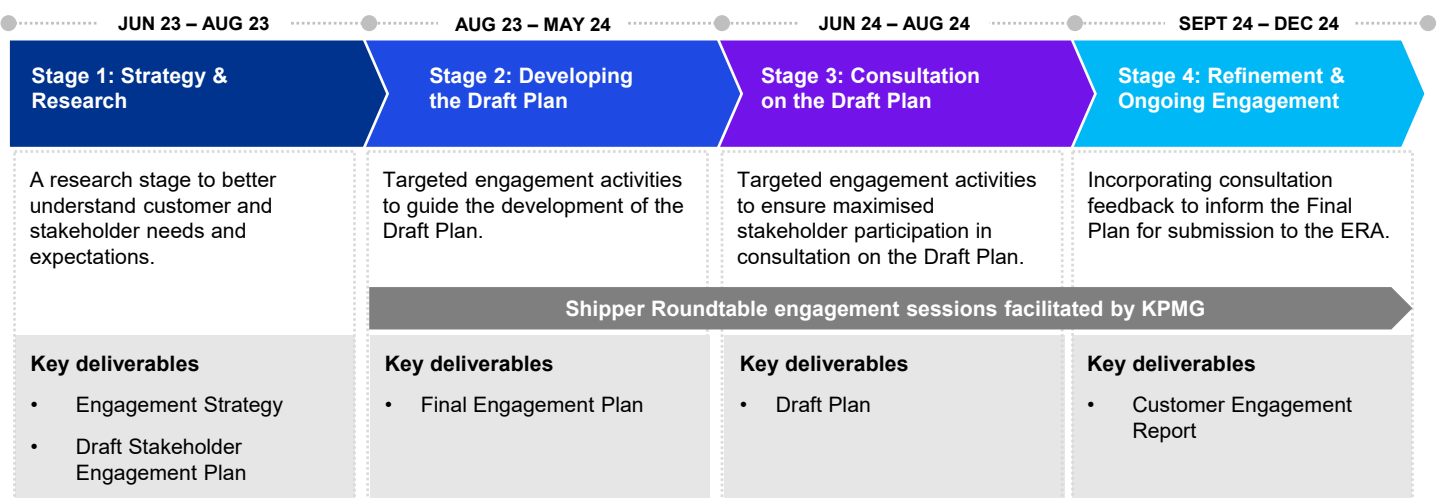 JUN 23 – AUG 23
AUG 23 – MAY 24
JUN 24 – AUG 24
SEPT 24 – DEC 24
Stage 1: Strategy &
Research
Stage 2: Developing
the Draft Plan
Stage 3: Consultation
on the Draft Plan
Stage 4: Refinement &
Ongoing Engagement
A research stage to better
understand customer and
stakeholder needs and
expectations.
Targeted engagement activities
to guide the development of the
Draft Plan.
Targeted engagement activities
to ensure maximised
stakeholder participation in
consultation on the Draft Plan.
Incorporating consultation
feedback to inform the Final
Plan for submission to the ERA.
Shipper Roundtable engagement sessions facilitated by KPMG
Key deliverables
• Engagement Strategy
• Draft Stakeholder
Engagement Plan
Key deliverables
• Final Engagement Plan
Key deliverables
• Draft Plan
Key deliverables
• Customer Engagement
Report